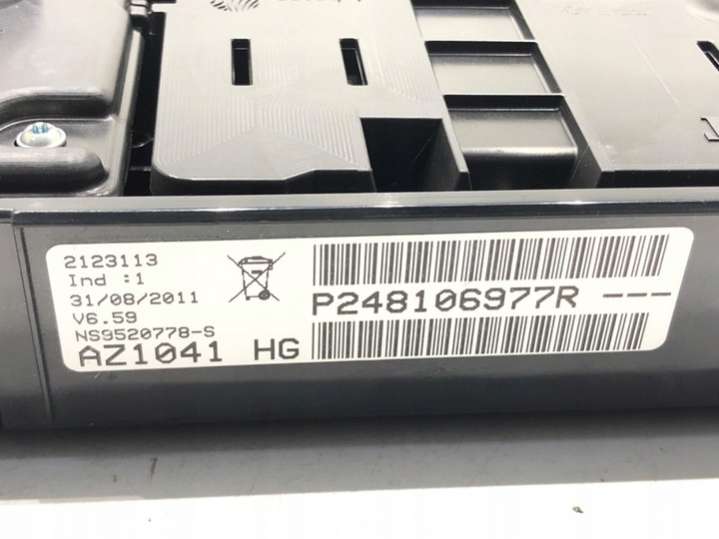 2123113
Ind :1
31/08/2011
V6.59
NS9520778-S
AZ1041 HG
P248106977R ---